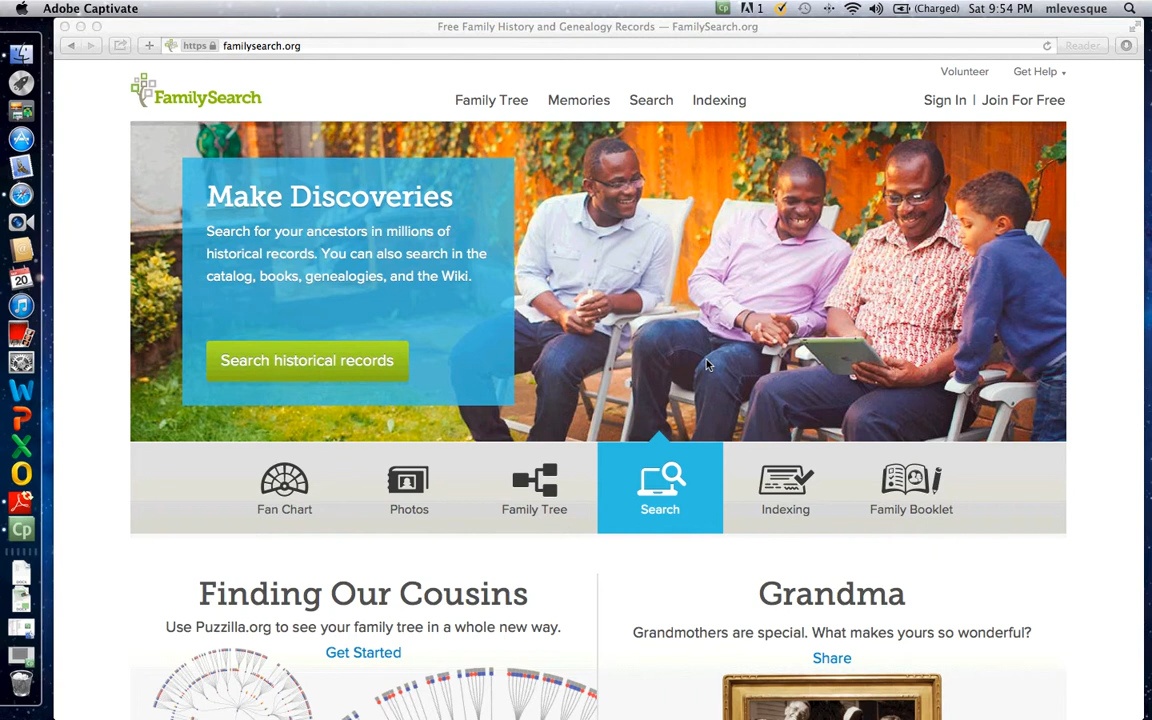 Adobe Captivate
1
(Charged)
Sat 9:54 PM
mlevesque
Free Family History and Genealogy Records — FamilySearch.org
https
familysearch.org
Reader
Volunteer
Get Help
FamilySearch
Family Tree
Memories
Search
Indexing
Sign In | Join For Free
Make Discoveries
Search for your ancestors in millions of
historical records. You can also search in the
catalog, books, genealogies, and the Wiki.
Search historical records
Fan Chart
Photos
Family Tree
Search
Indexing
Family Booklet
Finding Our Cousins
Use Puzzilla.org to see your family tree in a whole new way.
Get Started
Grandma
Grandmothers are special. What makes yours so wonderful?
Share
20
Cp